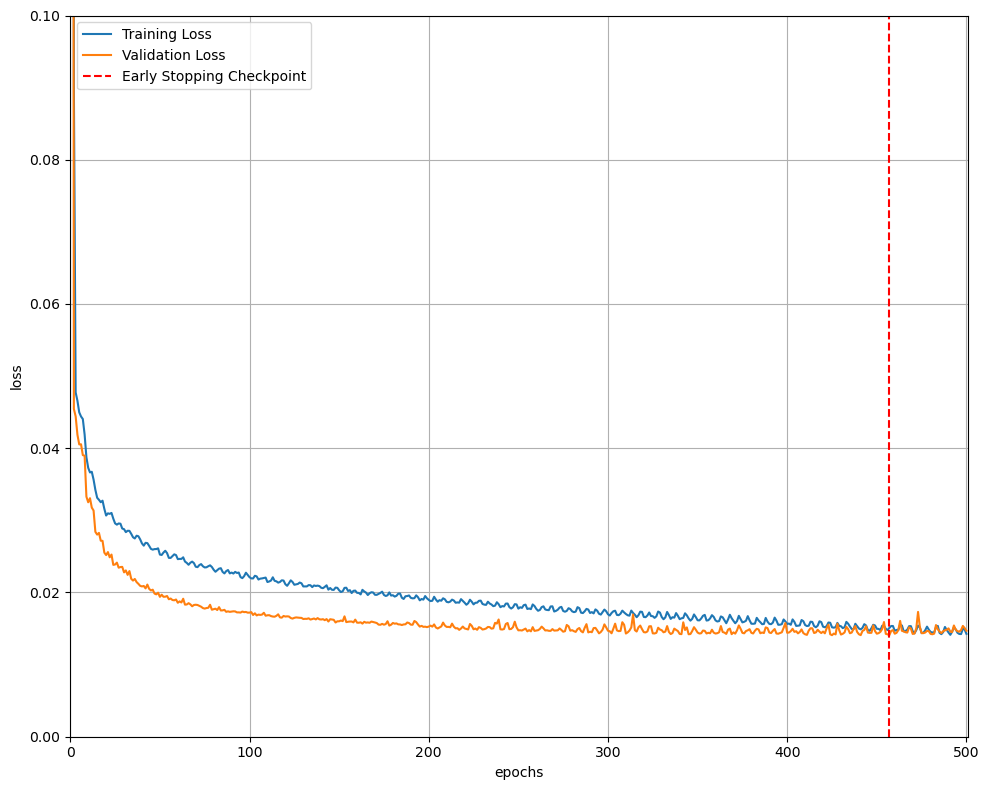 0.10
Training Loss
Validation Loss
Early Stopping Checkpoint
0.08
0.06
loss
0.04
0.02
0.00
0 100 200 300 400 500
epochs